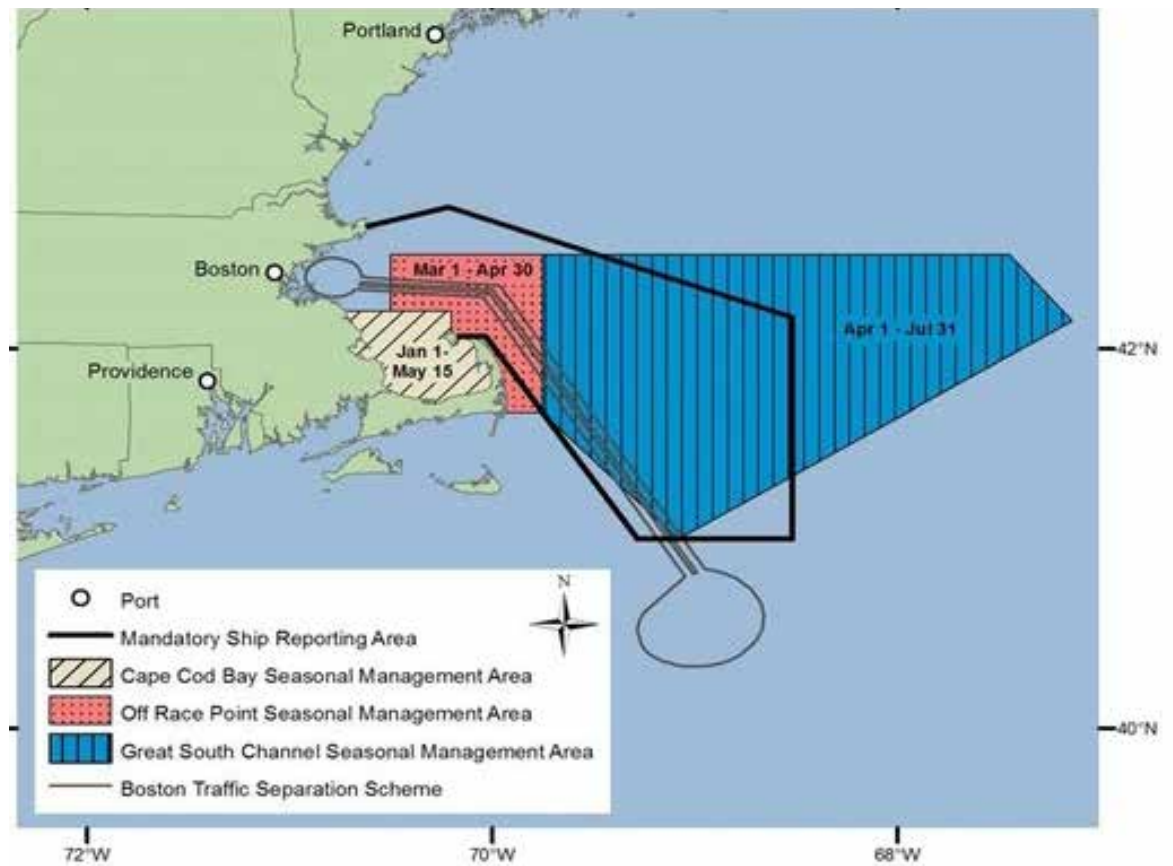 Portland
Boston
Mar 1 - Apr 30
Apr 1 - Jul 31
42°N
Jan 1-
May 15
Providence
N
Port
Mandatory Ship Reporting Area
Cape Cod Bay Seasonal Management Area
Off Race Point Seasonal Management Area
Great South Channel Seasonal Management Area
Boston Traffic Separation Scheme
40°N
72°W
70°W
68°W